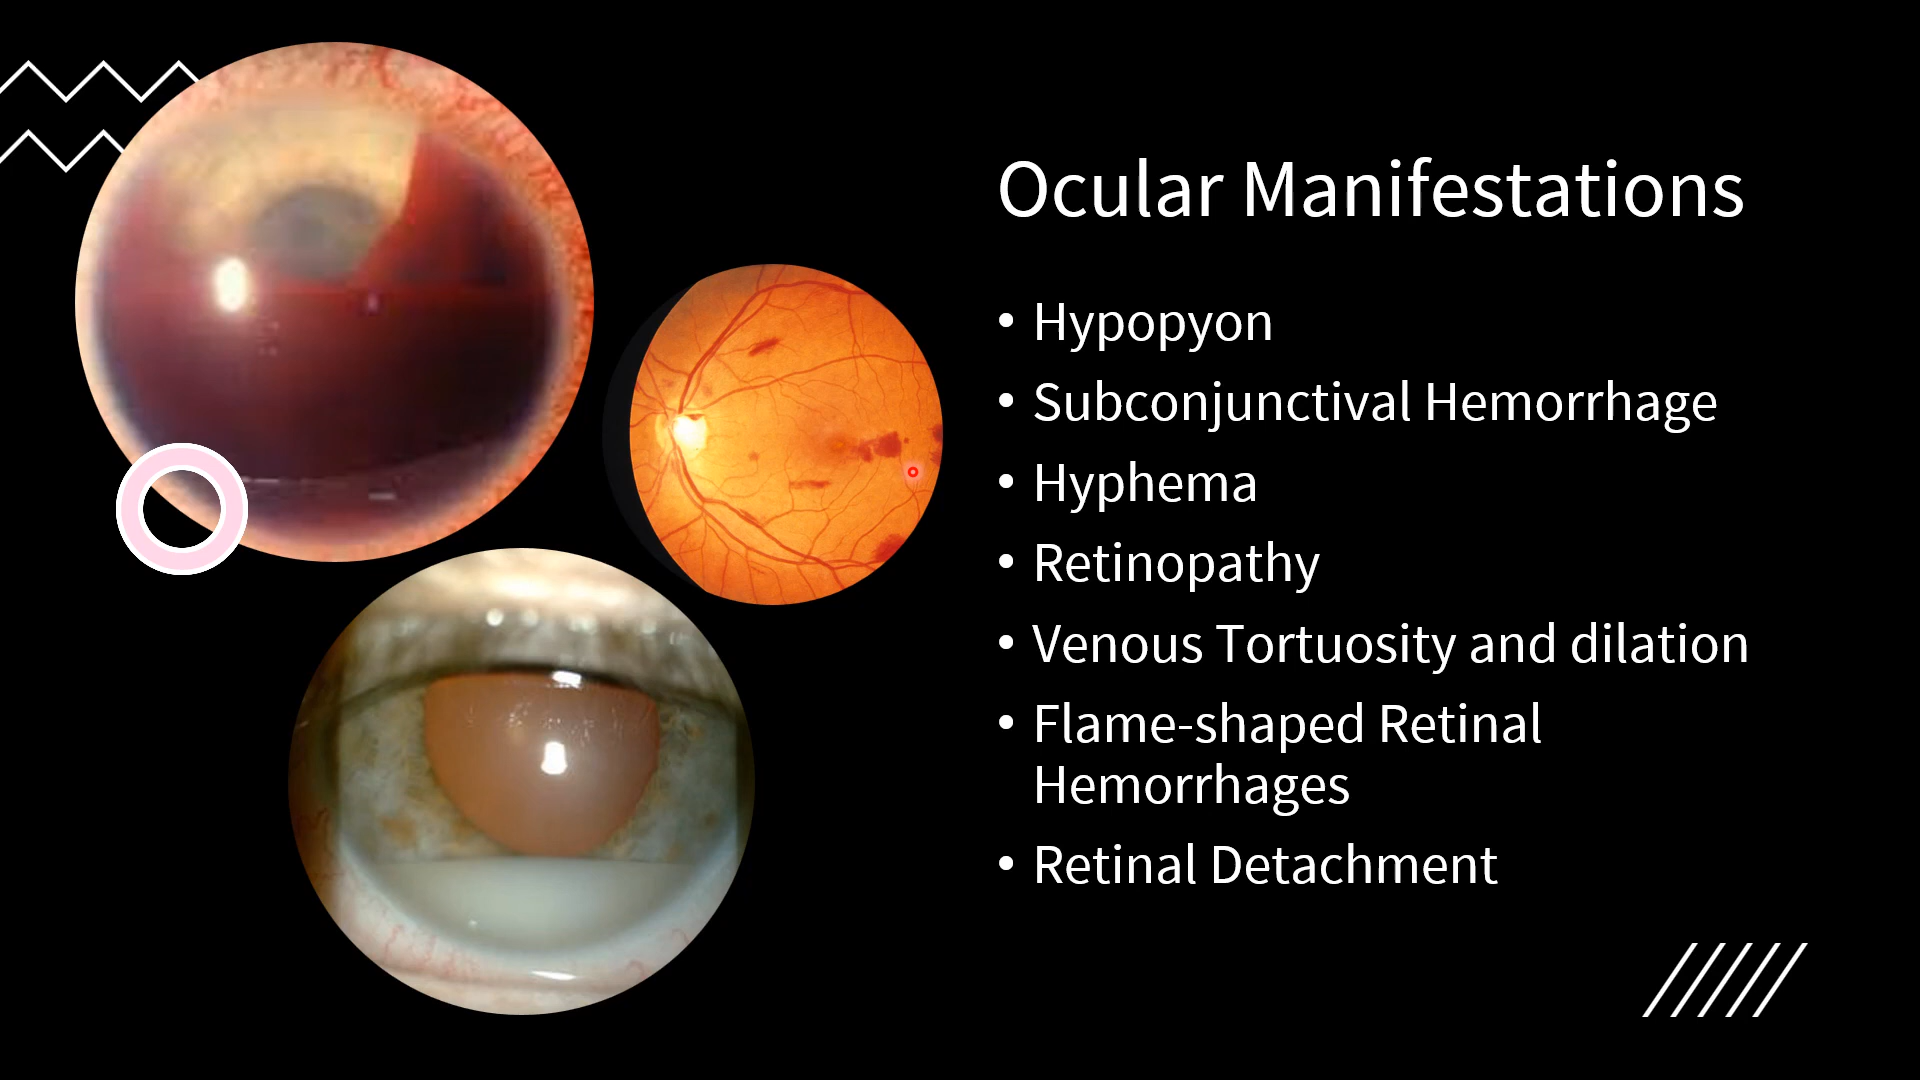 Ocular Manifestations
• Hypopyon
• Subconjunctival Hemorrhage
• Hyphema
• Retinopathy
• Venous Tortuosity and dilation
• Flame-shaped Retinal
Hemorrhages
• Retinal Detachment